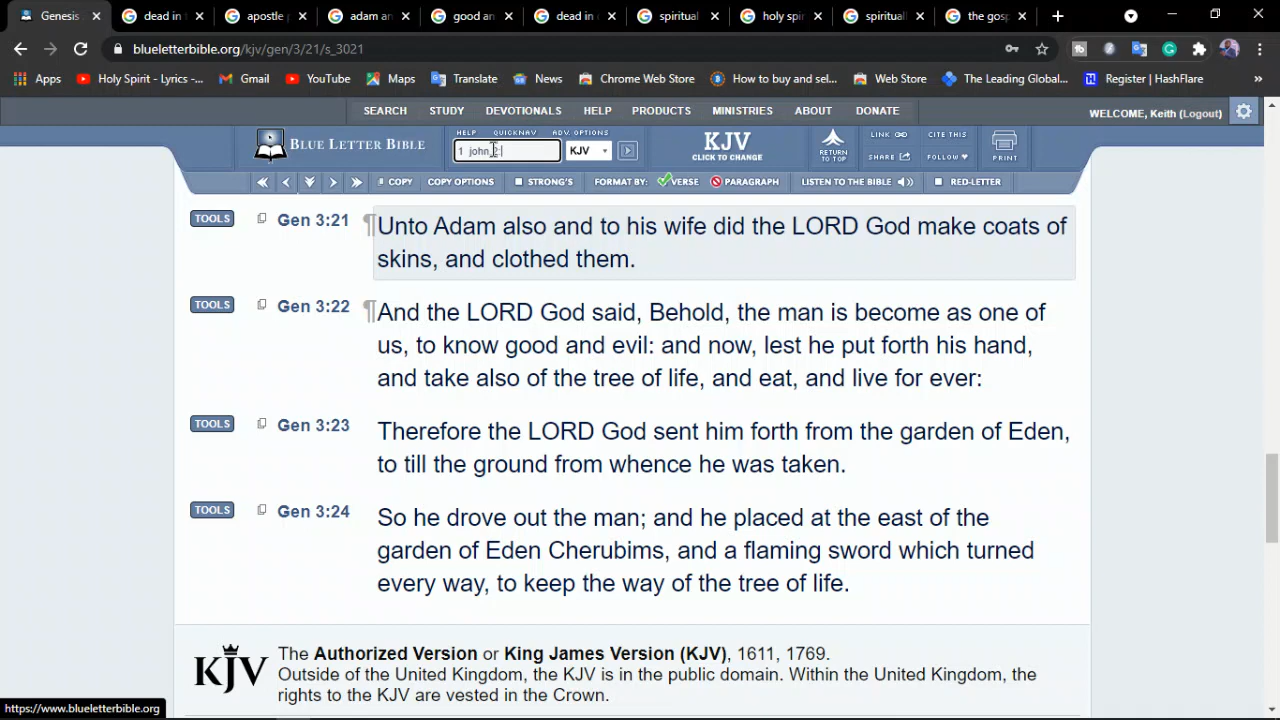 Genesis
dead in t
apostle p
adam an
good an
dead in o
spiritual
holy spi
spirituall
the gosp
blueletterbible.org/kjv/gen/3/21/s_3021
Apps Holy Spirit - Lyrics -... Gmail YouTube Maps Translate News Chrome Web Store How to buy and sel... Web Store The Leading Global... Register | HashFlare »
SEARCH STUDY DEVOTIONALS HELP PRODUCTS MINISTRIES ABOUT DONATE WELCOME, Keith (Logout)
HELP QUICKNAV ADV. OPTIONS
BLUE LETTER BIBLE
1 john 2:
KJV
KJV
CLICK TO CHANGE
RETURN
TO TOP
LINK CITE THIS
SHARE FOLLOW
PRINT
COPY COPY OPTIONS STRONG'S FORMAT BY: VERSE PARAGRAPH LISTEN TO THE BIBLE RED-LETTER
TOOLS Gen 3:21 ¶Unto Adam also and to his wife did the LORD God make coats of
skins, and clothed them.
TOOLS Gen 3:22 ¶And the LORD God said, Behold, the man is become as one of
us, to know good and evil: and now, lest he put forth his hand,
and take also of the tree of life, and eat, and live for ever:
TOOLS Gen 3:23 Therefore the LORD God sent him forth from the garden of Eden,
to till the ground from whence he was taken.
TOOLS Gen 3:24 So he drove out the man; and he placed at the east of the
garden of Eden Cherubims, and a flaming sword which turned
every way, to keep the way of the tree of life.
KJV
The Authorized Version or King James Version (KJV), 1611, 1769.
Outside of the United Kingdom, the KJV is in the public domain. Within the United Kingdom, the
rights to the KJV are vested in the Crown.
https://www.blueletterbible.org